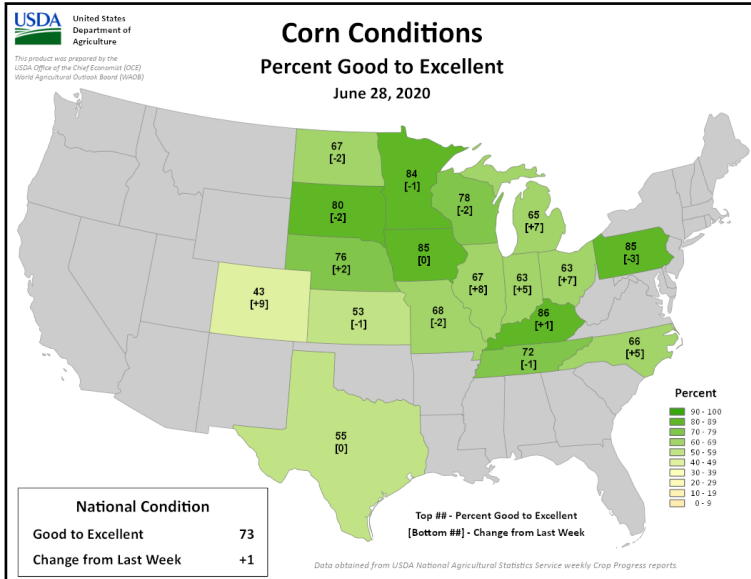 USDA
United States
Department of
Agriculture
This product was prepared by the
USDA Office of the Chief Economist (OCE)
World Agricultural Outlook Board (WAOB)
Corn Conditions
Percent Good to Excellent
June 28, 2020
67
[-2]
84
[-1]
80
[-2]
78
[-2]
65
[+7]
76
[+2]
85
[0]
85
[-3]
43
[+9]
53
[-1]
68
[-2]
67
[+8]
63
[+5]
63
[+7]
86
[+1]
72
[-1]
66
[+5]
55
[0]
Percent
90 - 100
80 - 89
70 - 79
60 - 69
50 - 59
40 - 49
30 - 39
20 - 29
10 - 19
0 - 9
National Condition
Good to Excellent 73
Change from Last Week +1
Top ## - Percent Good to Excellent
[Bottom ##] - Change from Last Week
Data obtained from USDA National Agricultural Statistics Service weekly Crop Progress reports.